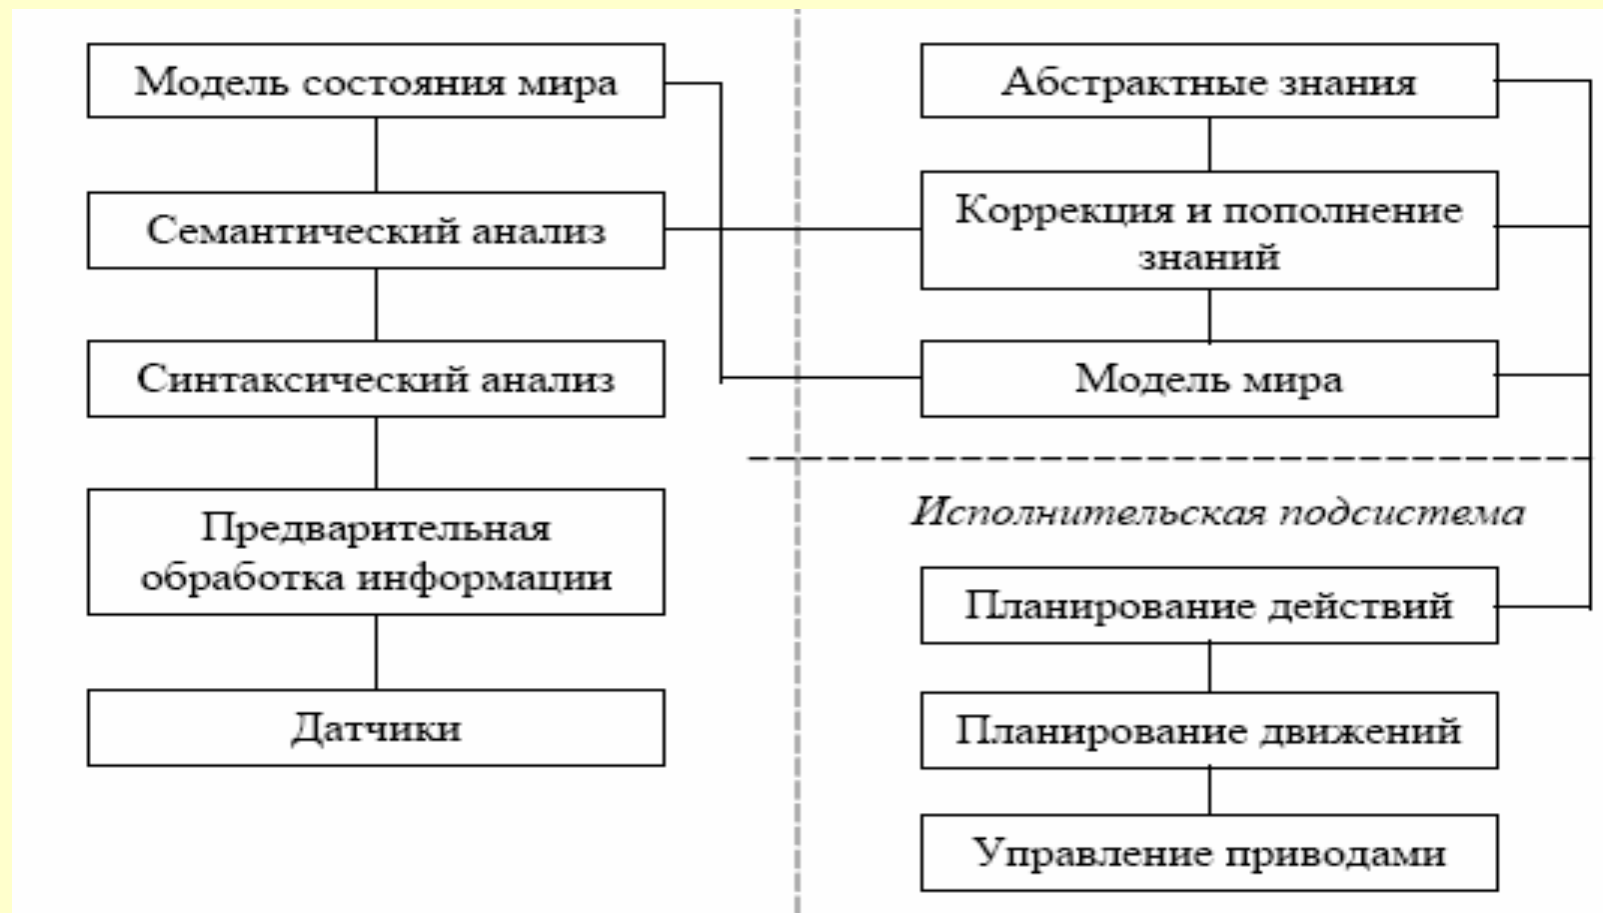 Модель состояния мира
Семантический анализ
Синтаксический анализ
Предварительная
обработка информации
Датчики
Абстрактные знания
Коррекция и пополнение
знаний
Модель мира
Исполнительская подсистема
Планирование действий
Планирование движений
Управление приводами